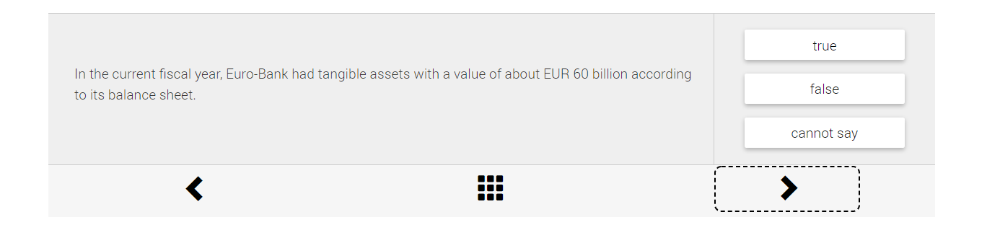 In the current fiscal year, Euro-Bank had tangible assets with a value of about EUR 60 billion according
to its balance sheet.
true
false
cannot say